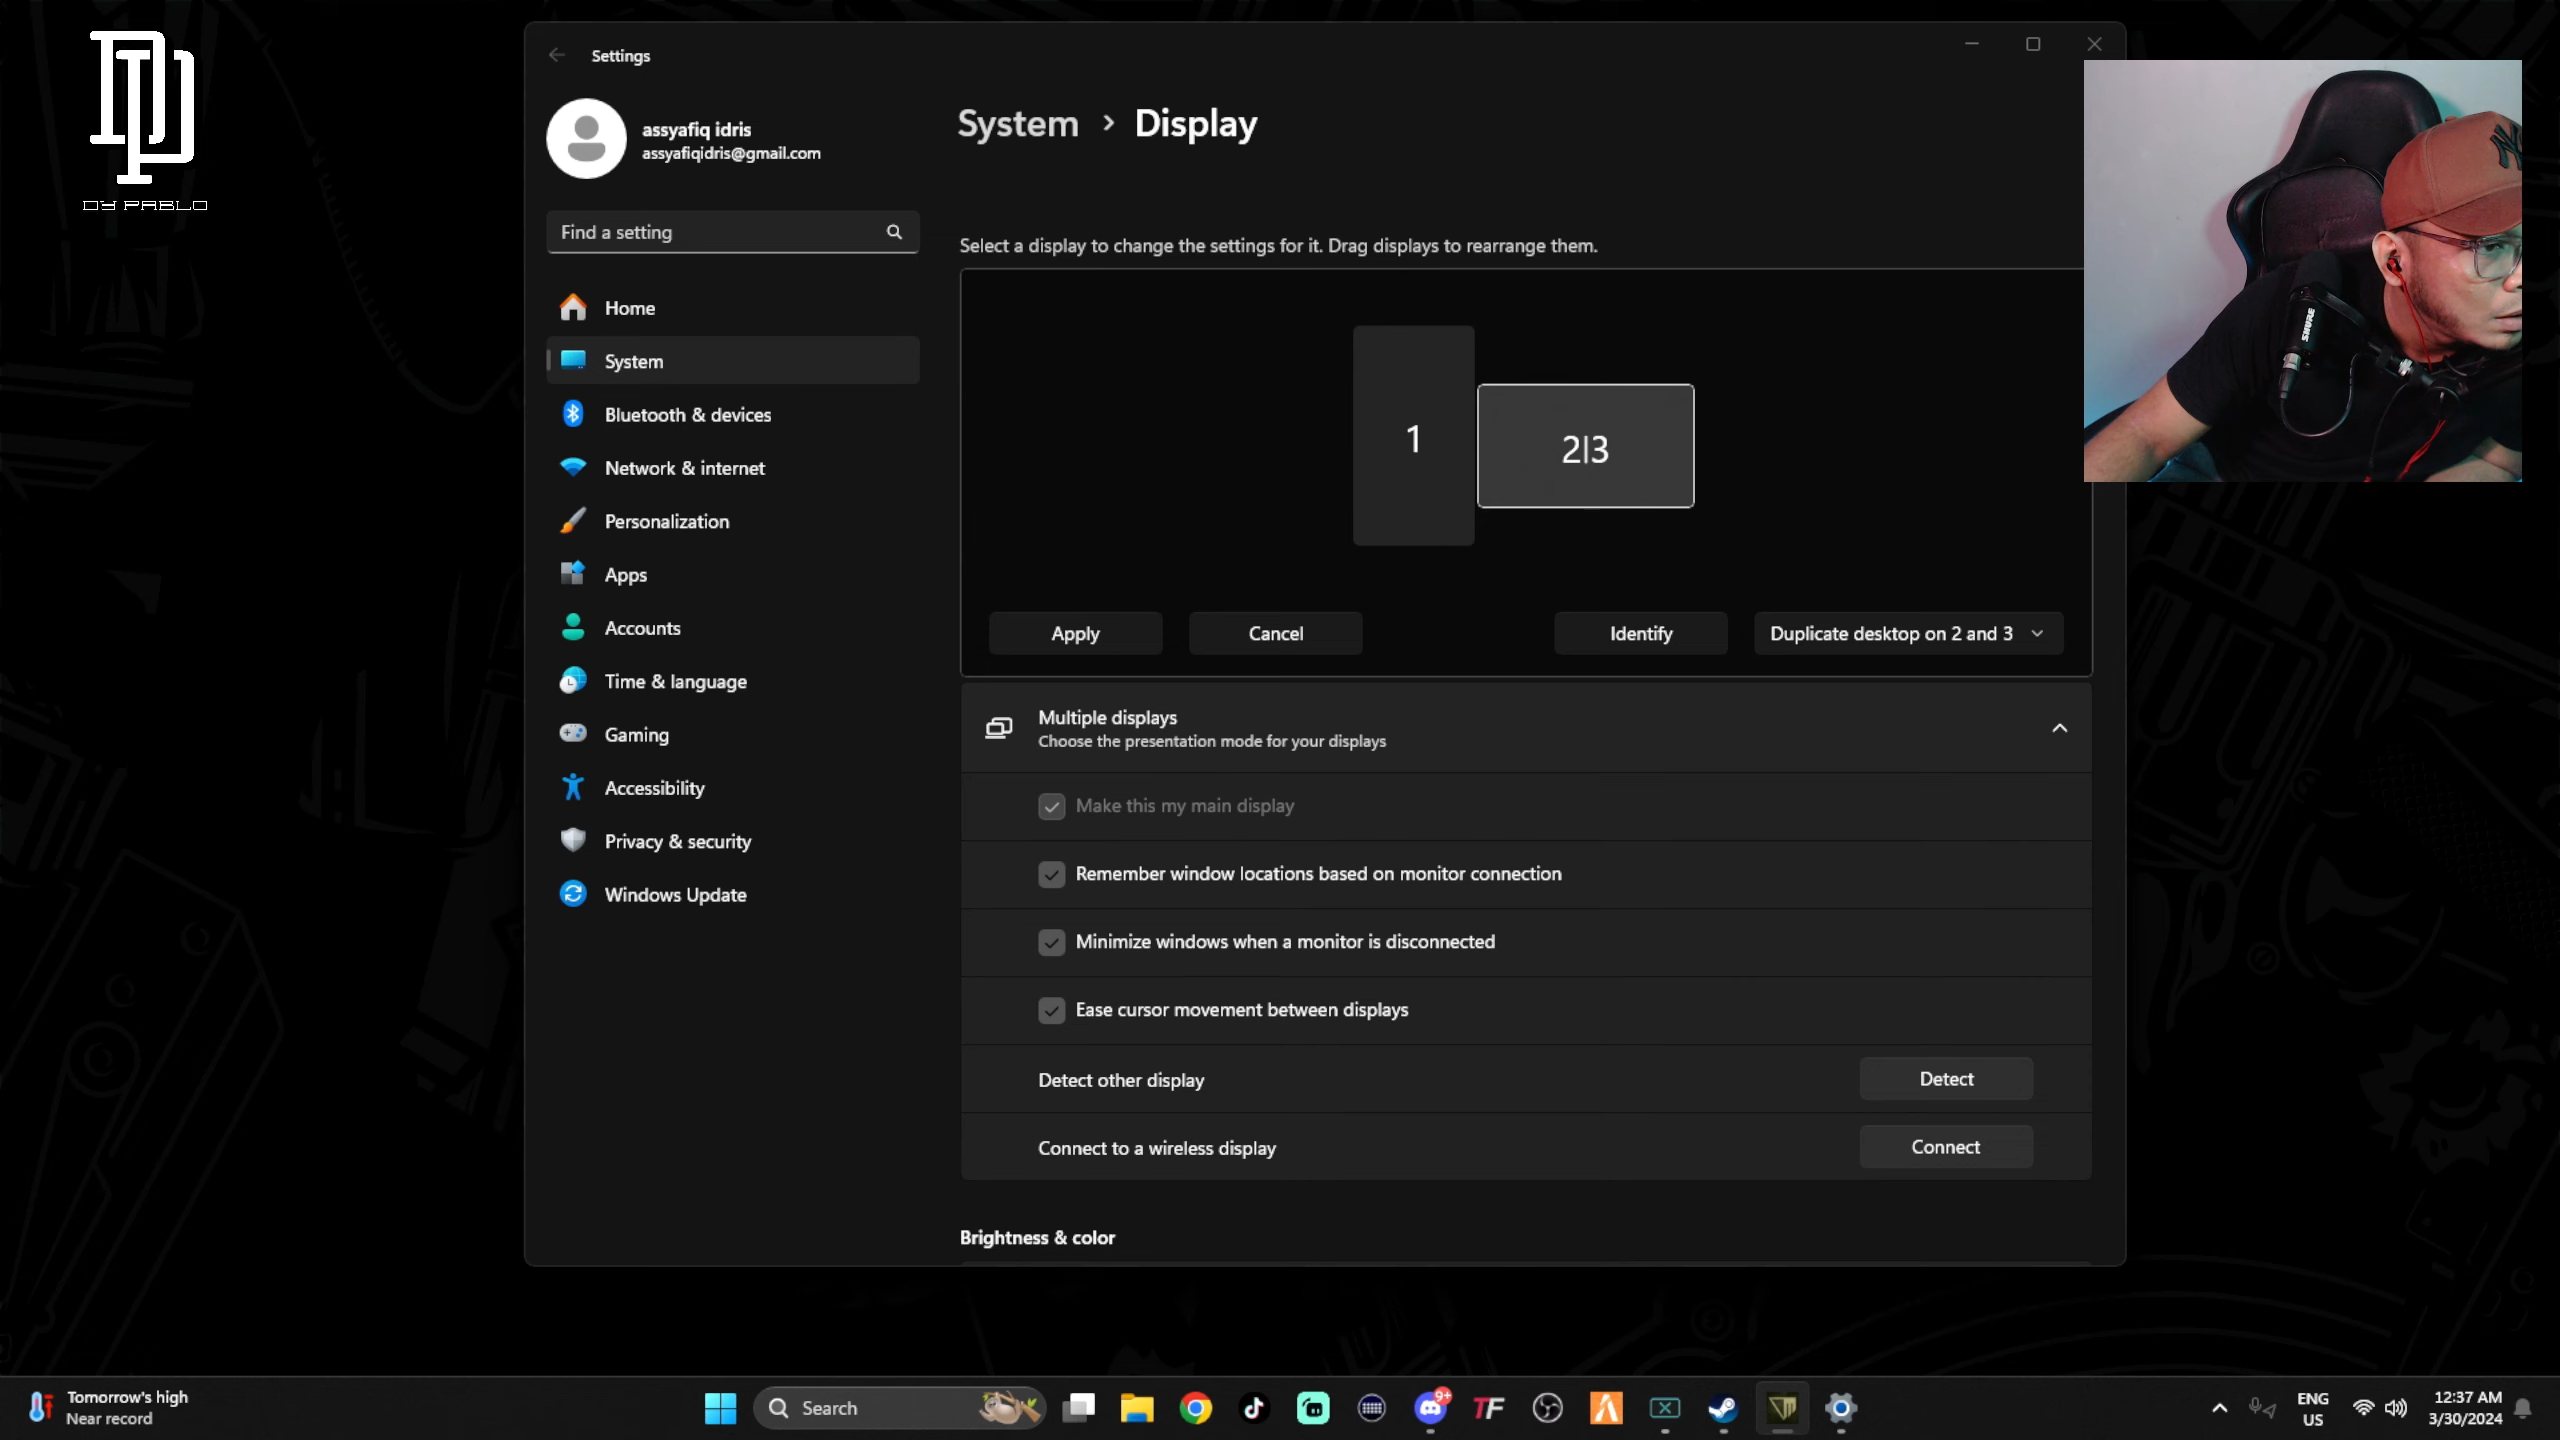 DY PABLO
Settings
assyafiq idris
assyafiqidris@gmail.com
Find a setting
Home
System
Bluetooth & devices
Network & internet
Personalization
Apps
Accounts
Time & language
Gaming
Accessibility
Privacy & security
Windows Update
System > Display
Select a display to change the settings for it. Drag displays to rearrange them.
1
2|3
Apply
Cancel
Identify
Duplicate desktop on 2 and 3
Multiple displays
Choose the presentation mode for your displays
Make this my main display
Remember window locations based on monitor connection
Minimize windows when a monitor is disconnected
Ease cursor movement between displays
Detect other display
Detect
Connect to a wireless display
Connect
Brightness & color
SHURE
Tomorrow's high
Near record
Search
9+
TF
ENG
US
12:37 AM
3/30/2024